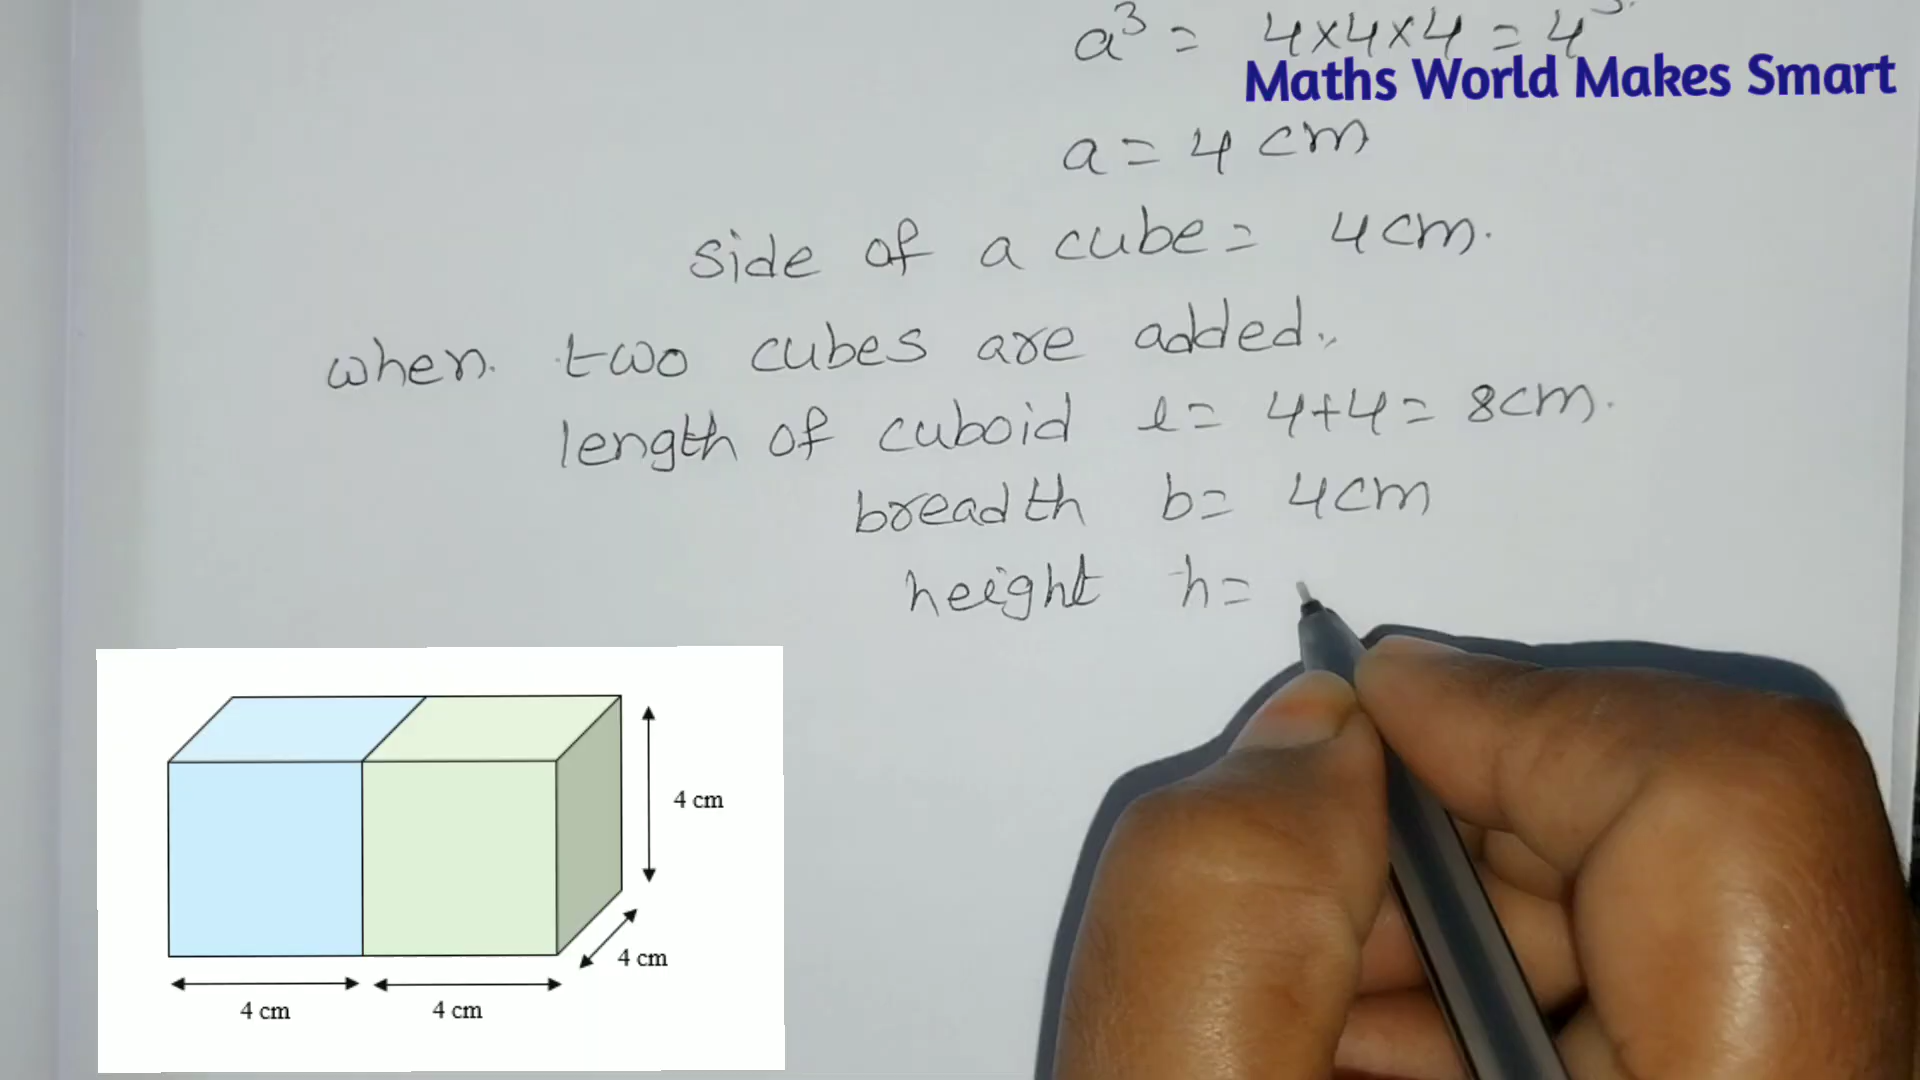 a³ = 4×4×4 = 4³.
Maths World Makes Smart
a = 4 cm
side of a cube = 4cm.
when. two cubes are added.,
length of cuboid l = 4+4 = 8cm.
breadth b = 4cm
height h =
4 cm
4 cm
4 cm 4 cm